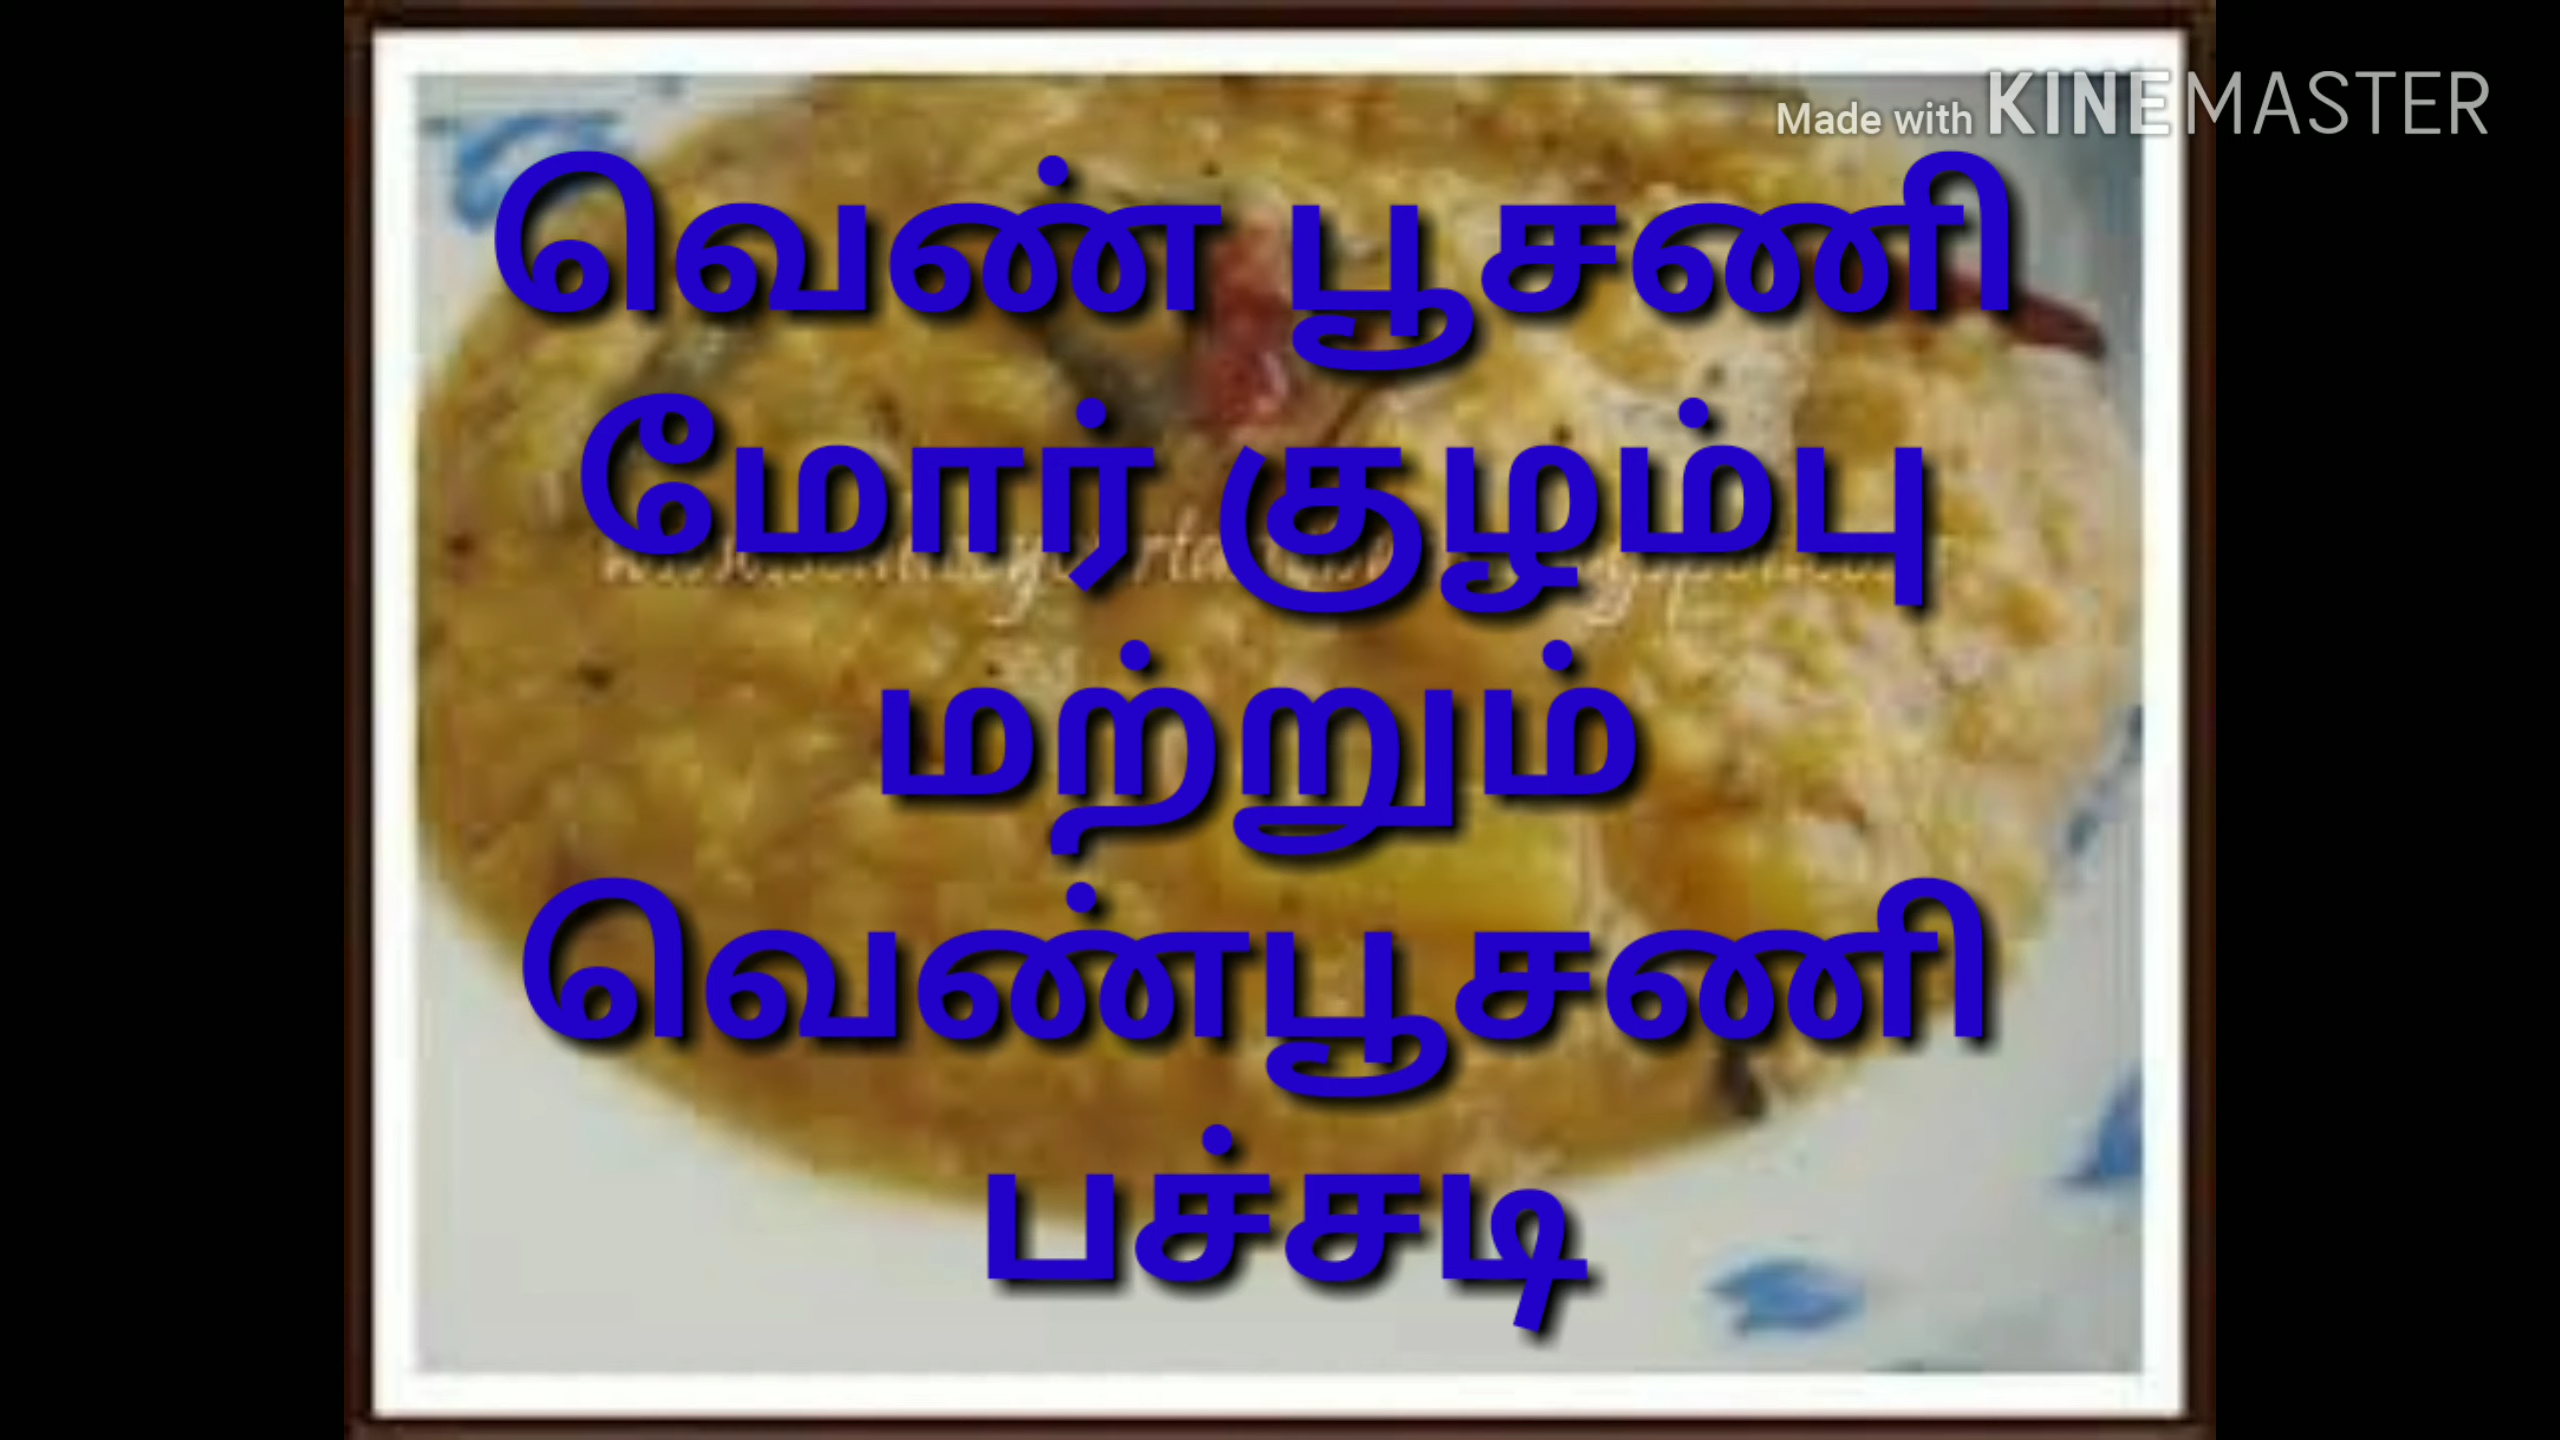 Made with KINEMASTER
வெண் பூசணி
மோர் குழம்பு
மற்றும்
வெண்பூசணி
பச்சடி